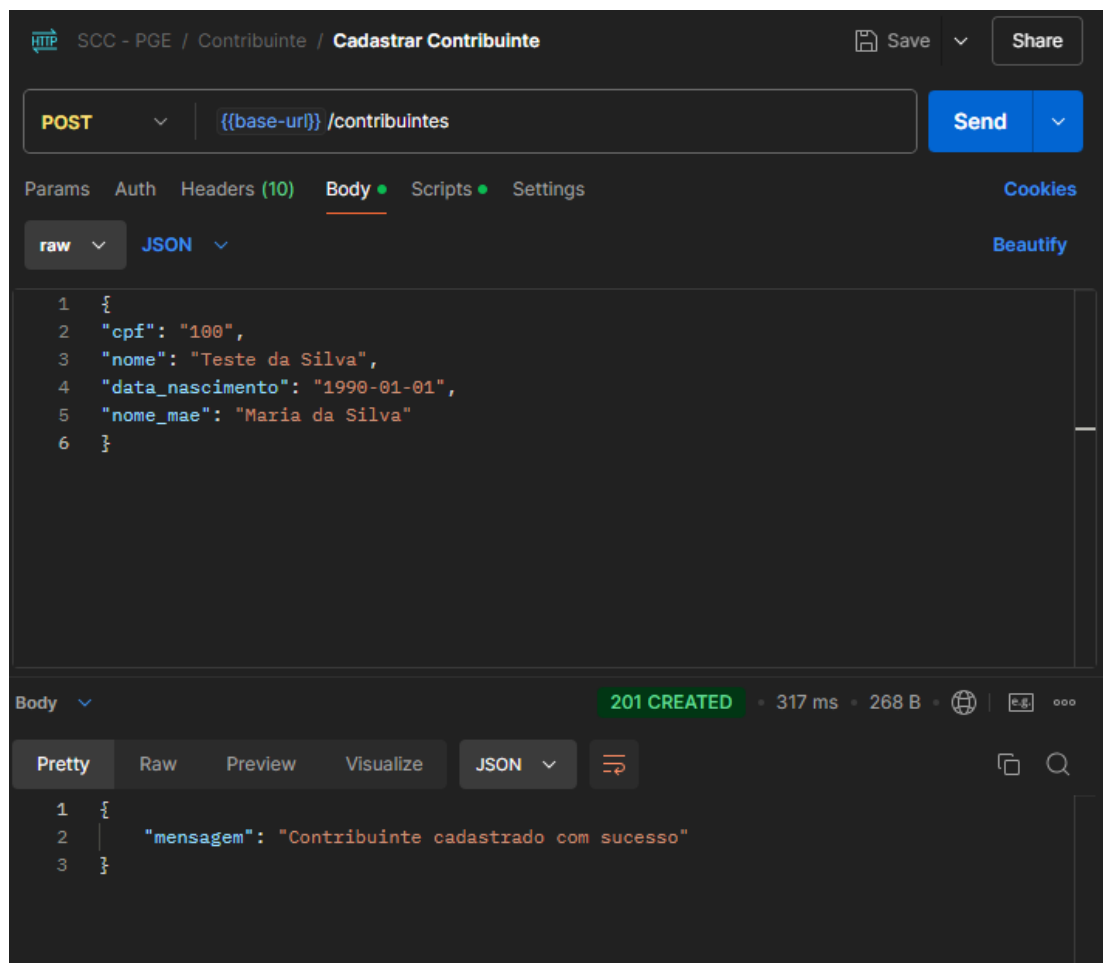 HTTP SCC - PGE / Contribuinte / Cadastrar Contribuinte Save Share
POST {{base-url}} /contribuintes Send
Params Auth Headers (10) Body Scripts Settings Cookies
raw JSON Beautify
1 {
2 "cpf": "100",
3 "nome": "Teste da Silva",
4 "data_nascimento": "1990-01-01",
5 "nome_mae": "Maria da Silva"
6 }
Body 201 CREATED 317 ms 268 B e.g.
Pretty Raw Preview Visualize JSON
1 {
2 "mensagem": "Contribuinte cadastrado com sucesso"
3 }